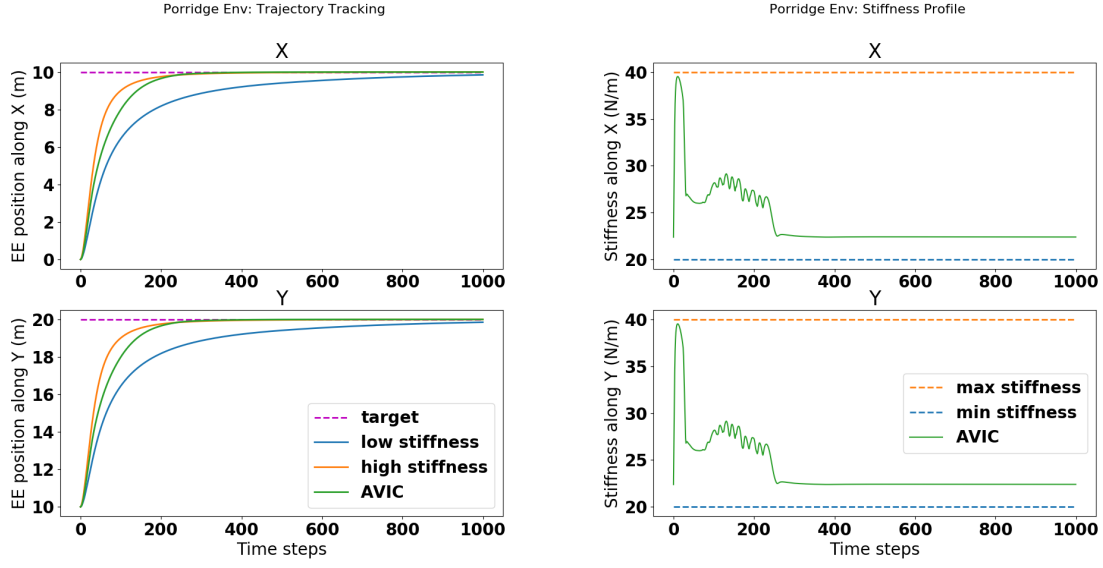 Porridge Env: Trajectory Tracking
X
EE position along X (m)
10
8
6
4
2
0
0 200 400 600 800 1000
Y
EE position along Y (m)
20
18
16
14
12
10
target
low stiffness
high stiffness
AVIC
0 200 400 600 800 1000
Time steps
Porridge Env: Stiffness Profile
X
Stiffness along X (N/m)
40
35
30
25
20
0 200 400 600 800 1000
Y
Stiffness along Y (N/m)
40
35
30
25
20
max stiffness
min stiffness
AVIC
0 200 400 600 800 1000
Time steps